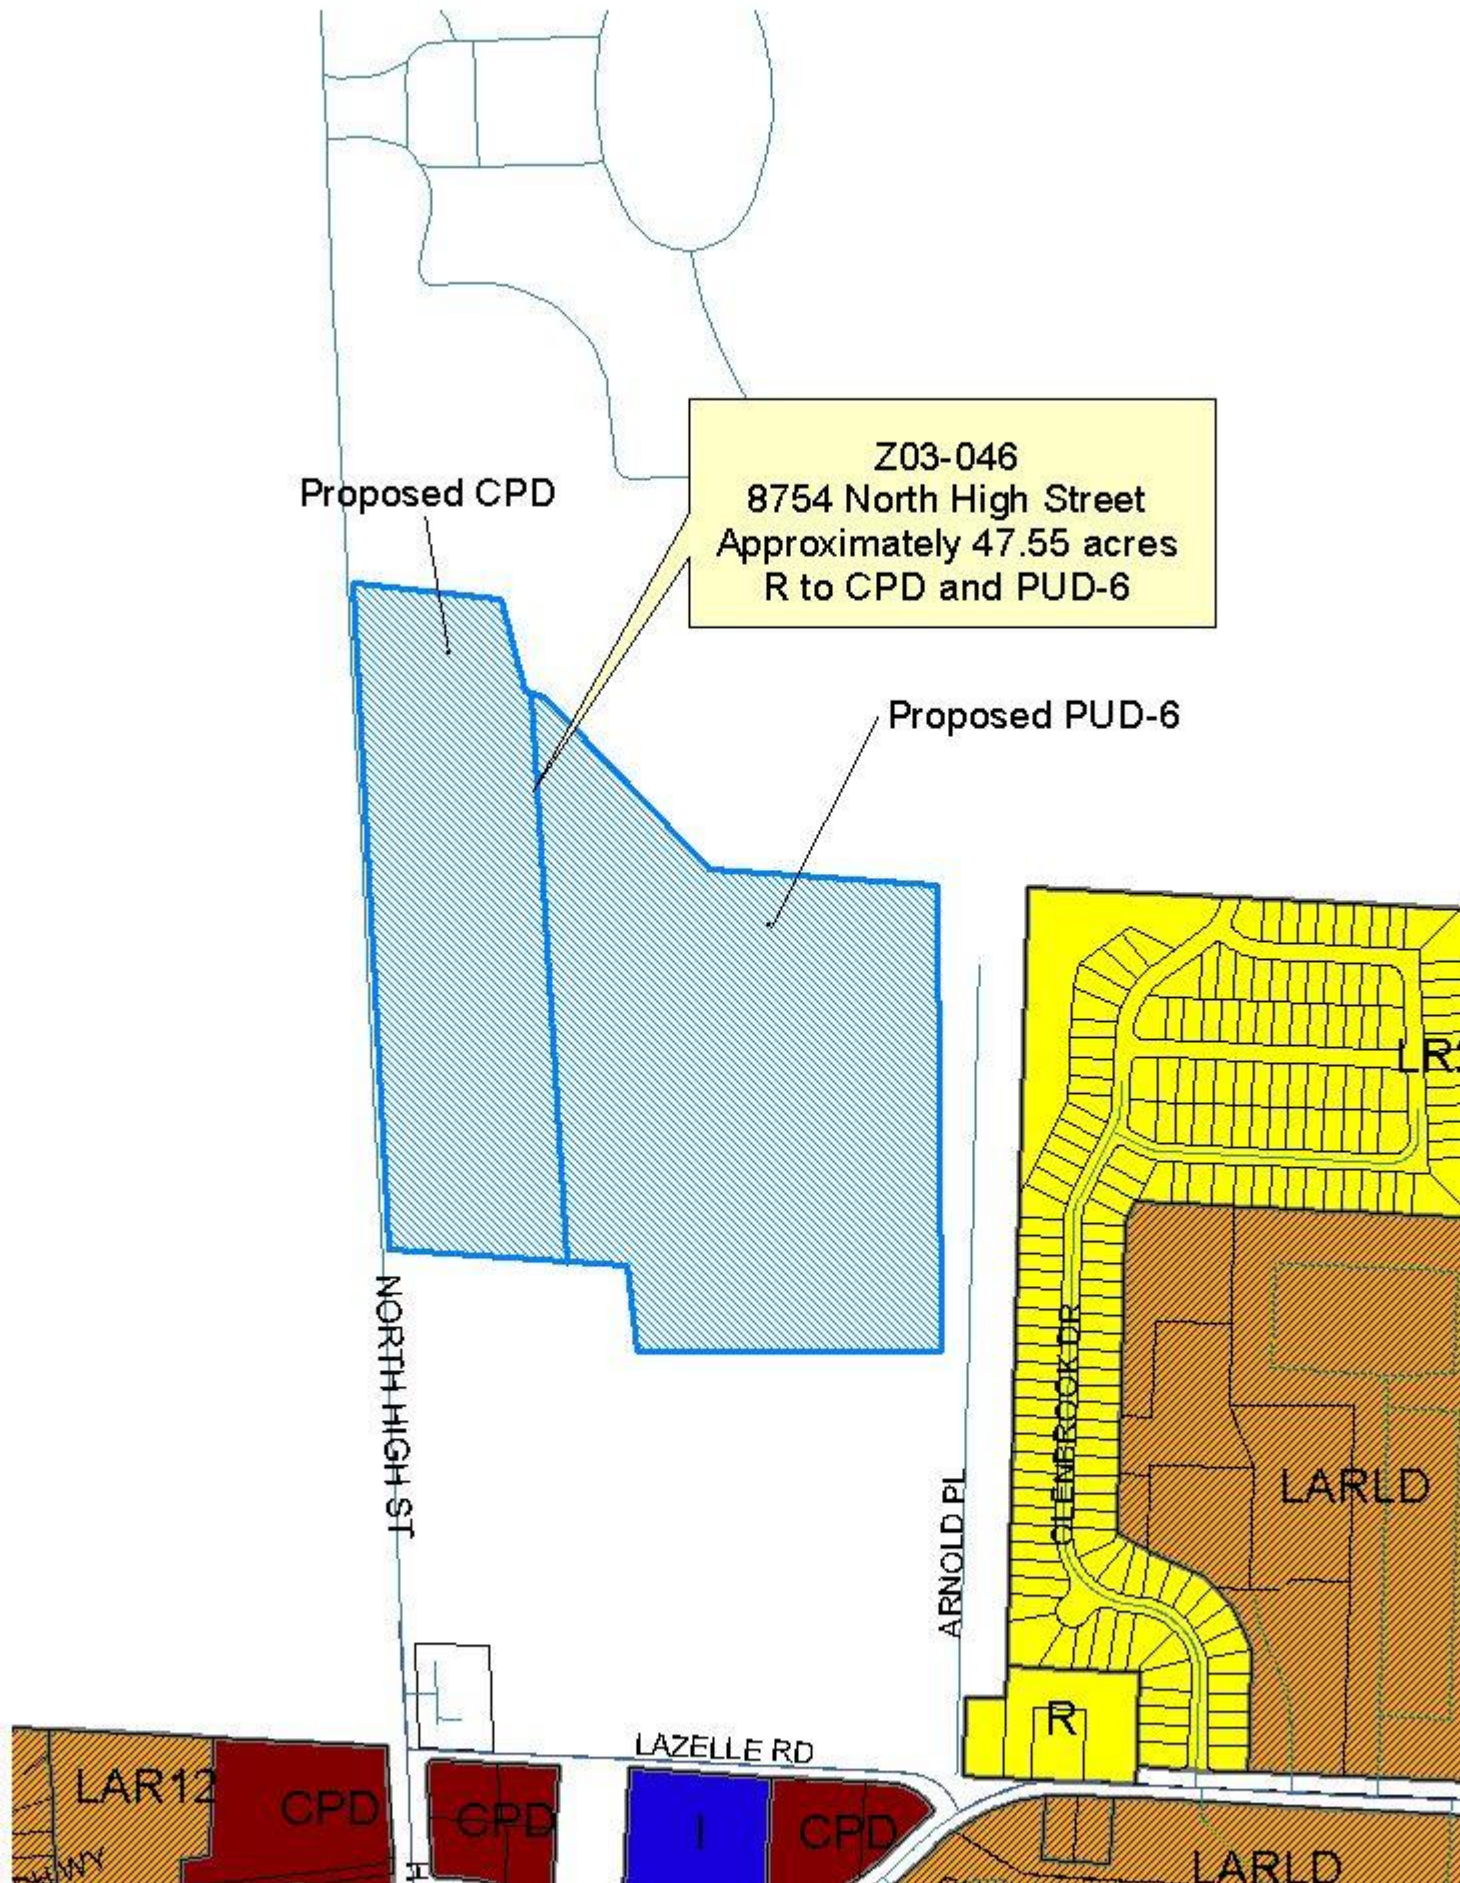 Z03-046
8754 North High Street
Approximately 47.55 acres
R to CPD and PUD-6
Proposed CPD
Proposed PUD-6
NORTH HIGH ST
GLENBROOK DR
LARLD
ARNOLD PL
R
LAZELLE RD
LAR12
CPD
CPD
I
CPD
LARLD